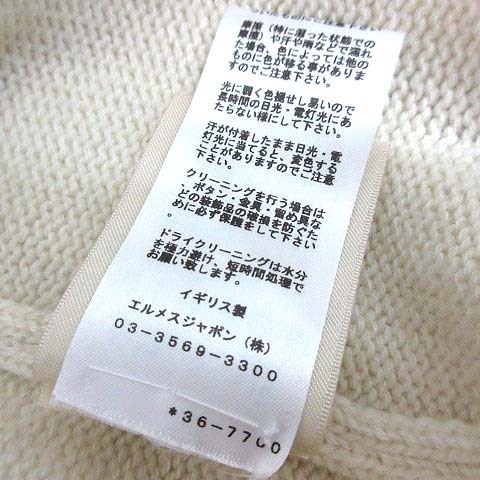 摩擦（特に湿った状態での
摩擦）や汗や雨などで濡れ
た場合、色によっては他の
ものに色が移る事がありま
すのでご注意下さい。
光に弱く色褪せし易いので
長時間の日光・電灯光にあ
たらない様にして下さい。
汗が付着したまま日光・電
灯光に当てると、変色する
ことがありますのでご注意
下さい。
クリーニングを行う場合は
、ボタン・金具・留め具な
どの装飾品の破損を防ぐた
めに必ず保護をして下さい
。
ドライクリーニングは水分
を極力避け、短時間処理で
お願い致します。
イギリス製
エルメスジャポン（株）
03-3569-3300
*36-7700